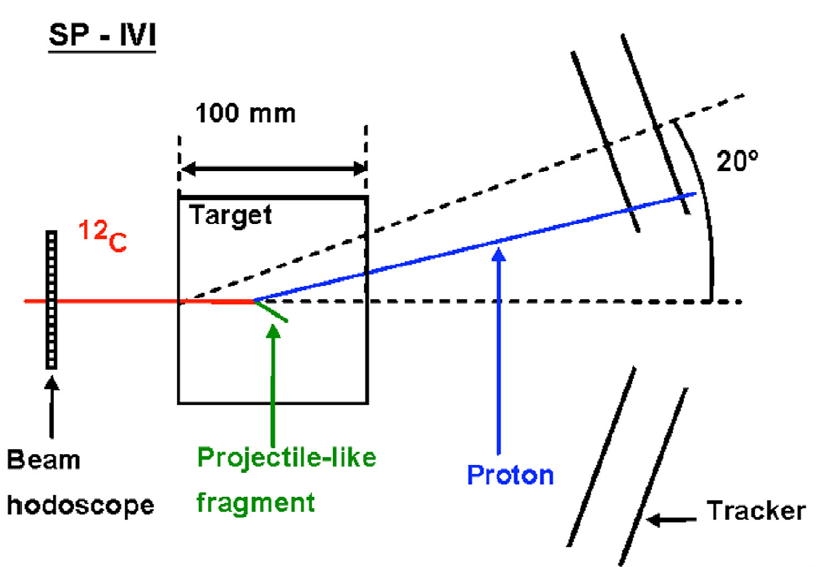 SP - IVI
100 mm
20º
Target
12C
Beam
hodoscope
Projectile-like
fragment
Proton
Tracker